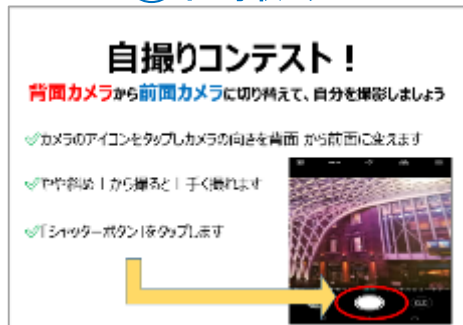 自撮りコンテスト！
背面カメラから前面カメラに切り替えて、自分を撮影しましょう
カメラのアイコンをタップしカメラの向きを背面 から前面に変えます
やや斜め上から撮ると上手く撮れます
「シャッターボタン」をタップします